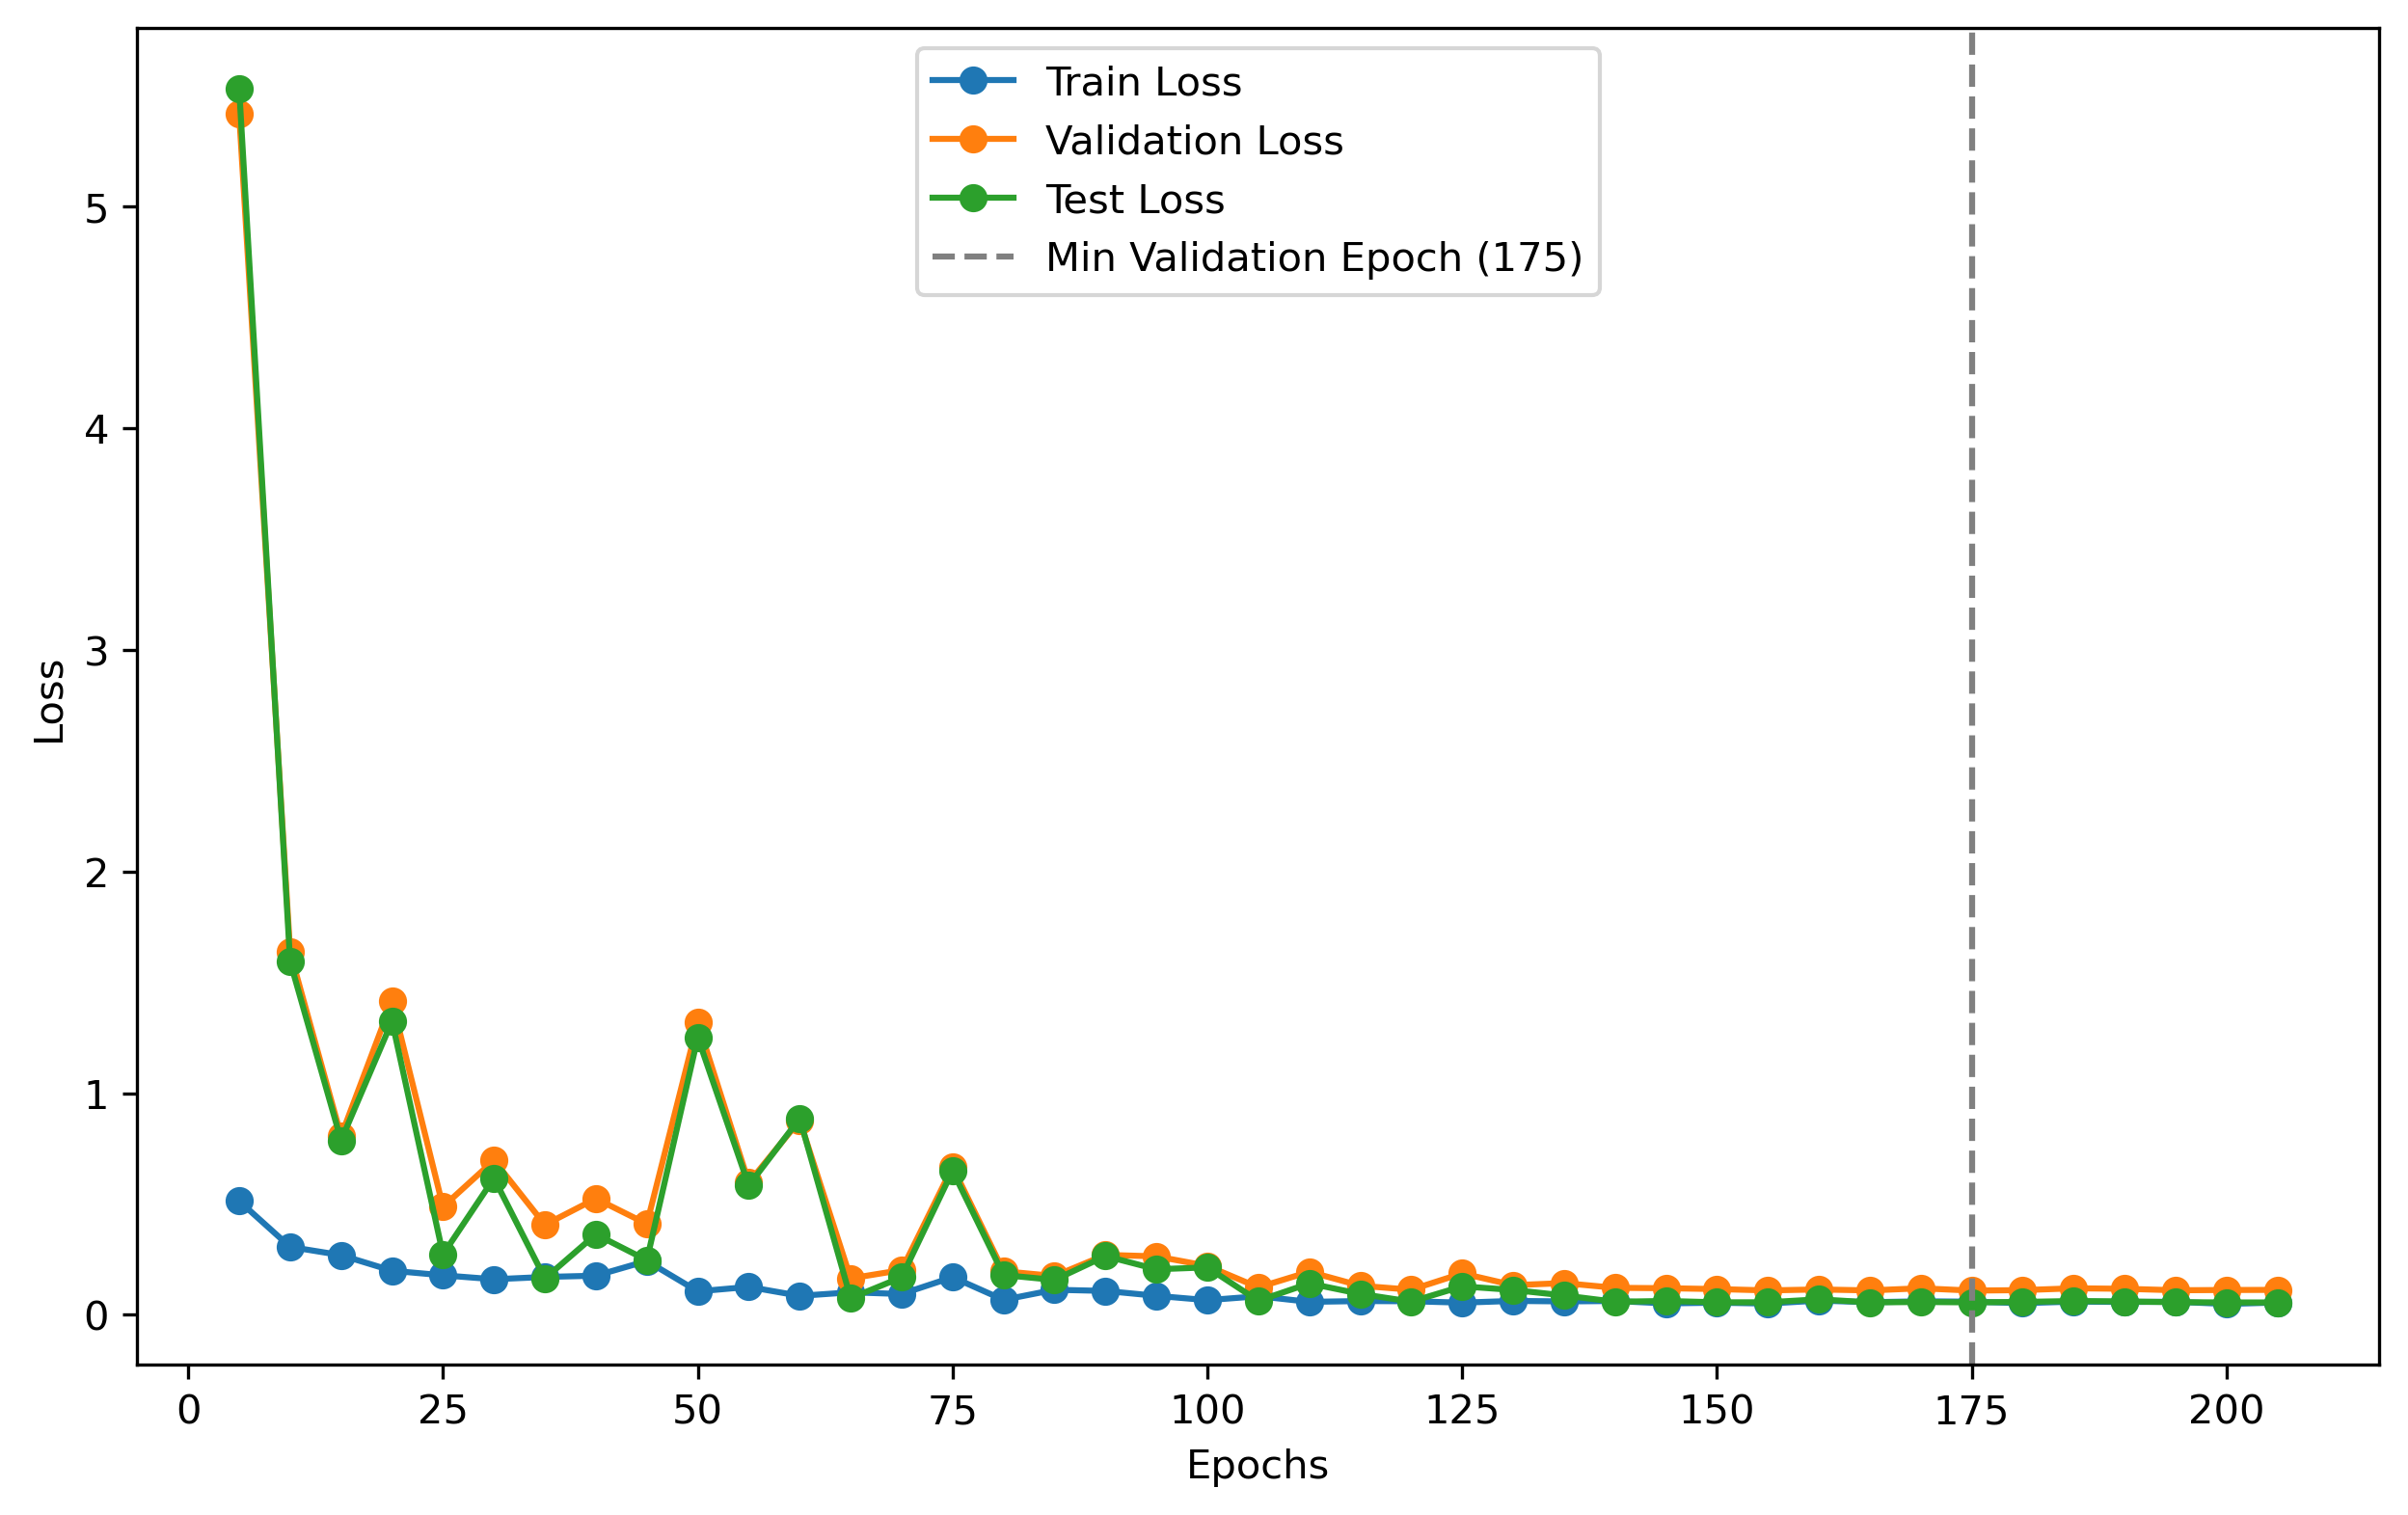 Train Loss
Validation Loss
Test Loss
Min Validation Epoch (175)
5
4
3
2
1
0
Loss
0 25 50 75 100 125 150 175 200
Epochs